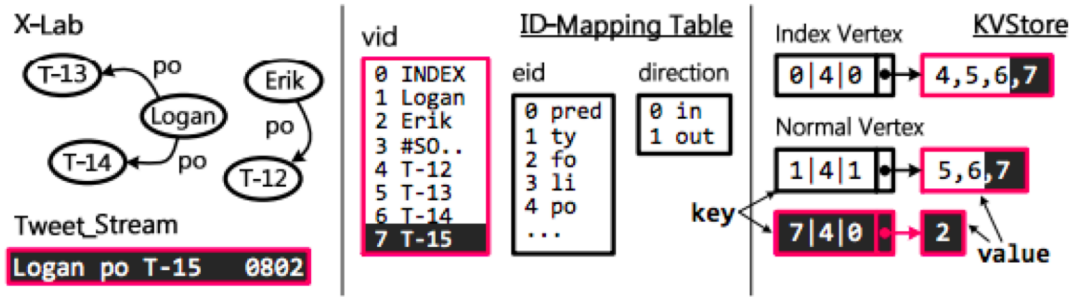 X-Lab
T-13
po
Erik
Logan
po
T-14
po
T-12
Tweet_Stream
Logan po T-15 0802
ID-Mapping Table
vid
0 INDEX
1 Logan
2 Erik
3 #SO..
4 T-12
5 T-13
6 T-14
7 T-15
eid
0 pred
1 ty
2 fo
3 li
4 po
...
direction
0 in
1 out
KVStore
Index Vertex
0|4|0
4,5,6,7
Normal Vertex
1|4|1
5,6,7
key
7|4|0
2
value